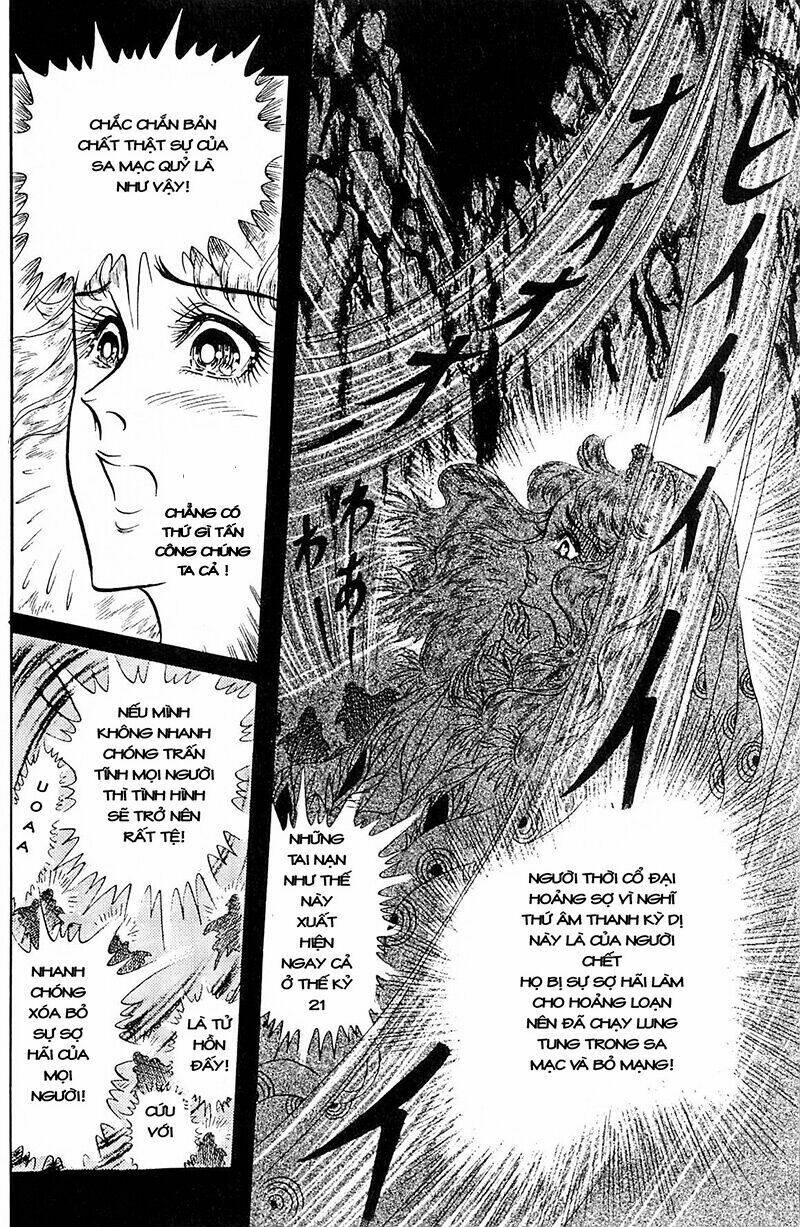 ヒイイイイー
オオオオオー
わあー
わー
NGƯỜI THỜI CỔ ĐẠI
HOẢNG SỢ VÌ NGHĨ
THỨ ÂM THANH KỲ DỊ
NÀY LÀ CỦA NGƯỜI
CHẾT
HỌ BỊ SỰ SỢ HÃI LÀM
CHO HOẢNG LOẠN
NÊN ĐÃ CHẠY LUNG
TUNG TRONG SA
MẠC VÀ BỎ MẠNG!
NHỮNG
TAI NẠN
NHƯ THẾ
NÀY
XUẤT
HIỆN
NGAY CẢ
Ở THẾ KỶ
21
CHẮC CHẮN BẢN
CHẤT THẬT SỰ CỦA
SA MẠC QUỶ LÀ
NHƯ VẬY!
CHẲNG CÓ
THỨ GÌ TẤN
CÔNG CHÚNG
TA CẢ !
NẾU MÌNH
KHÔNG NHANH
CHÓNG TRẤN
TĨNH MỌI NGƯỜI
THÌ TÌNH HÌNH
SẼ TRỞ NÊN
RẤT TỆ!
UOAA
LÀ TỬ
HỒN
ĐẤY!
CỨU
VỚI
NHANH
CHÓNG
XÓA BỎ
SỰ SỢ
HÃI CỦA
MỌI
NGƯỜI!